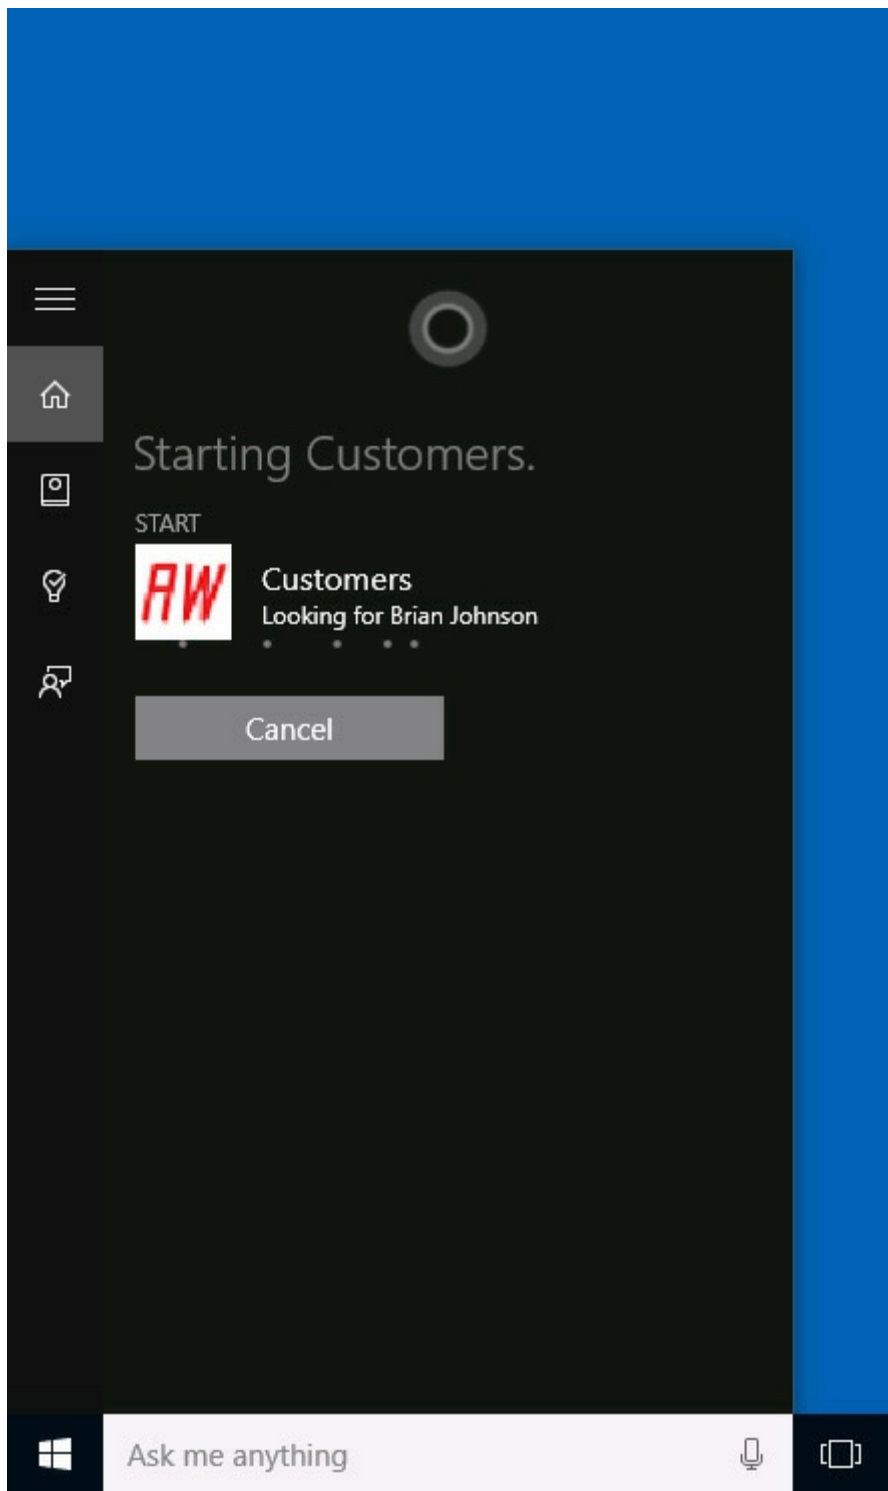 Starting Customers.
START
AW
Customers
Looking for Brian Johnson
Cancel
Ask me anything